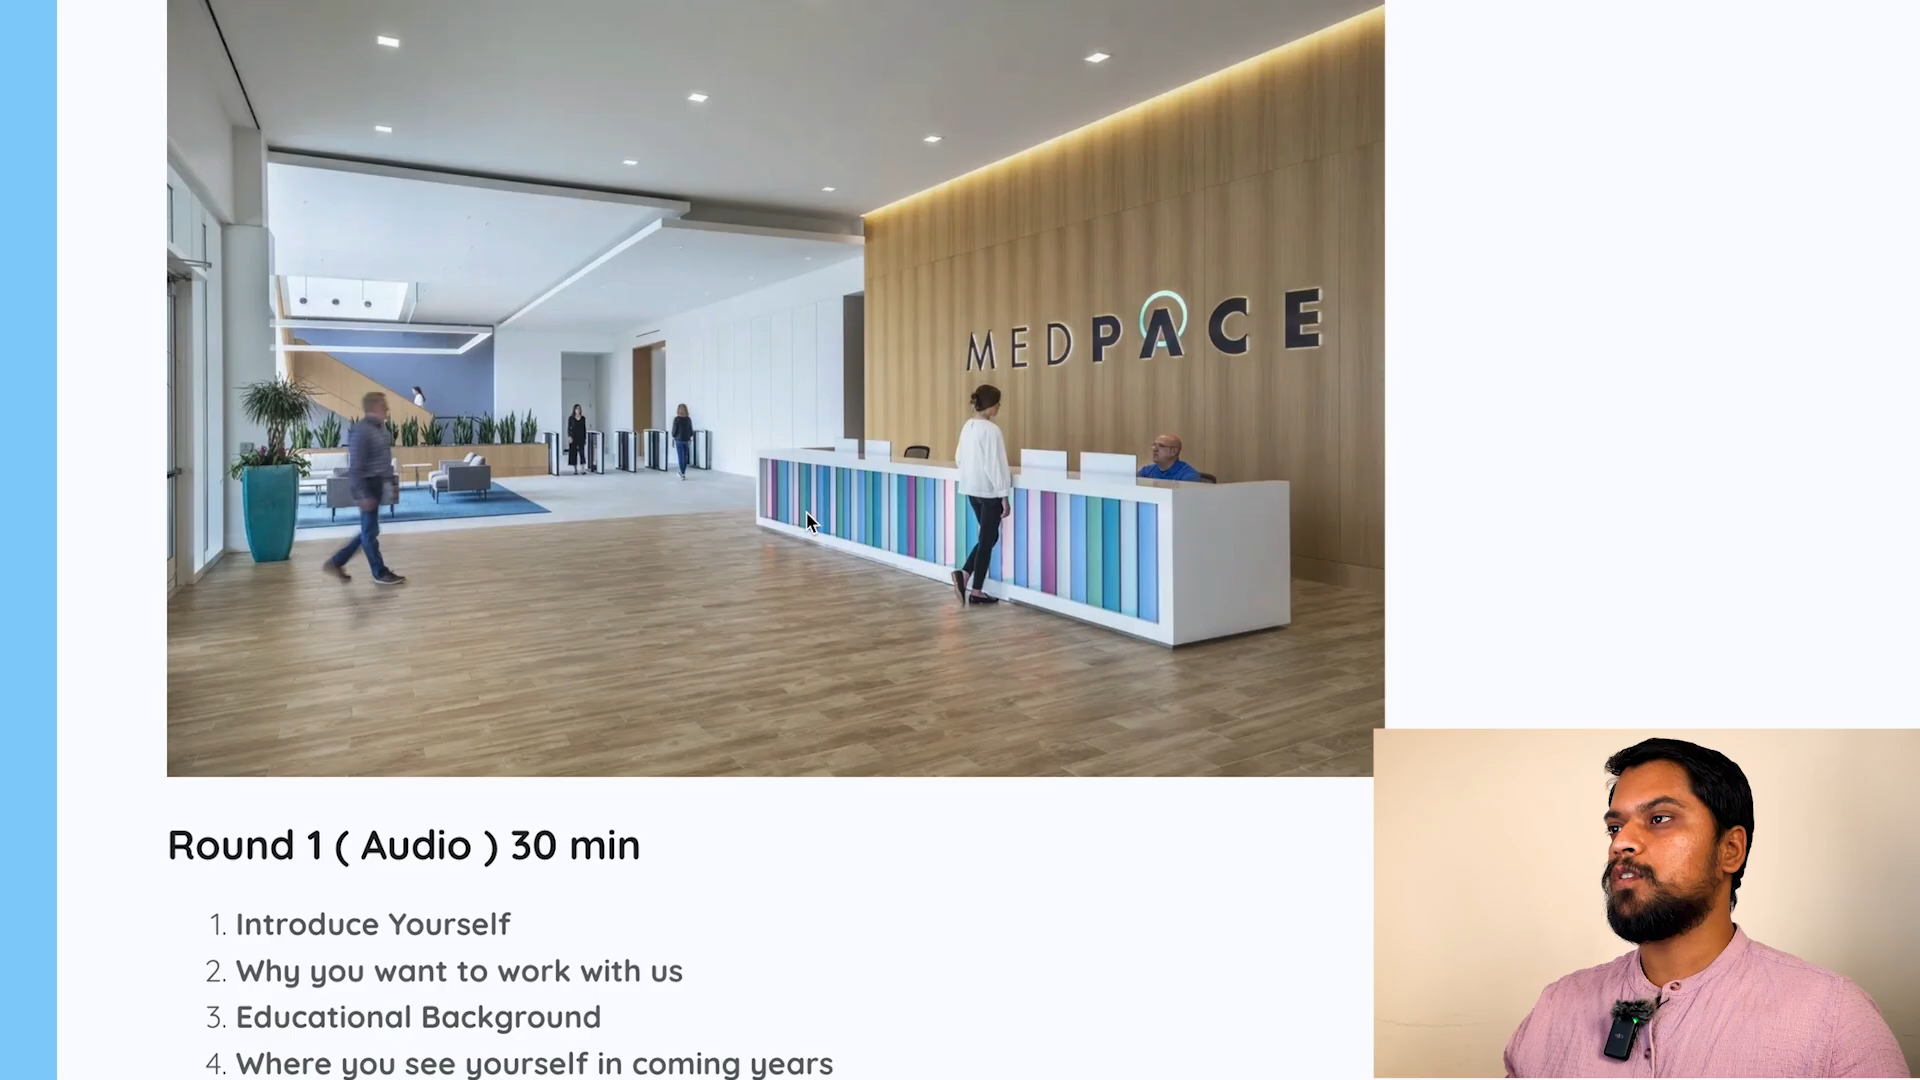 MEDPACE
Round 1 ( Audio ) 30 min
1. Introduce Yourself
2. Why you want to work with us
3. Educational Background
4. Where you see yourself in coming years